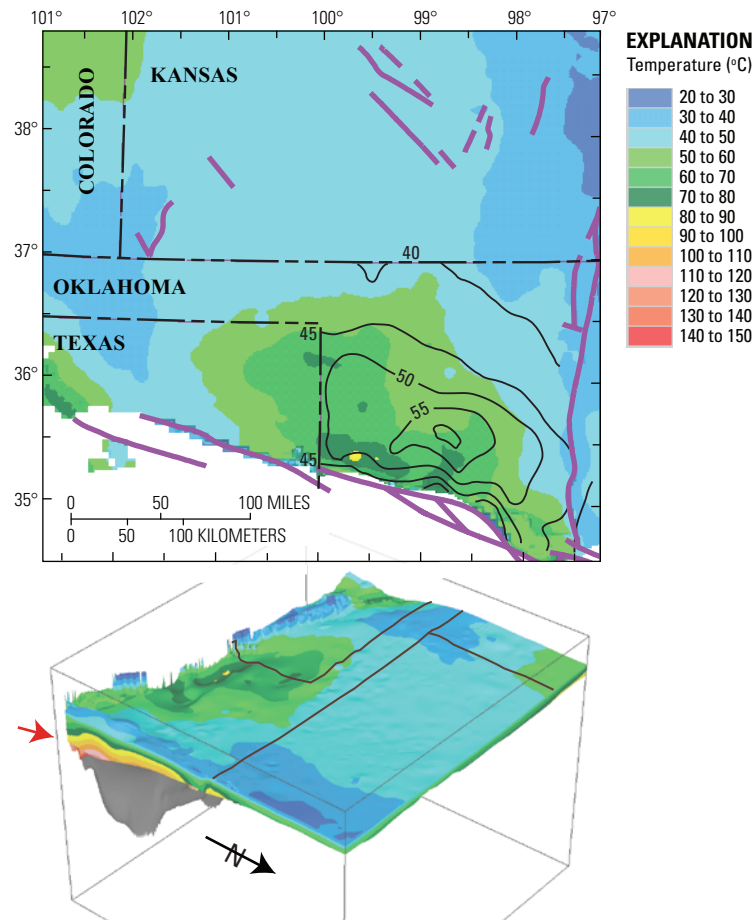 101° 102° 101° 100° 99° 98° 97°
EXPLANATION
Temperature (°C)
20 to 30
30 to 40
40 to 50
50 to 60
60 to 70
70 to 80
80 to 90
90 to 100
100 to 110
110 to 120
120 to 130
130 to 140
140 to 150
COLORADO
KANSAS
38°
37°
40
OKLAHOMA
TEXAS
45
36°
50
55
45
35°
0 50 100 MILES
0 50 100 KILOMETERS
N